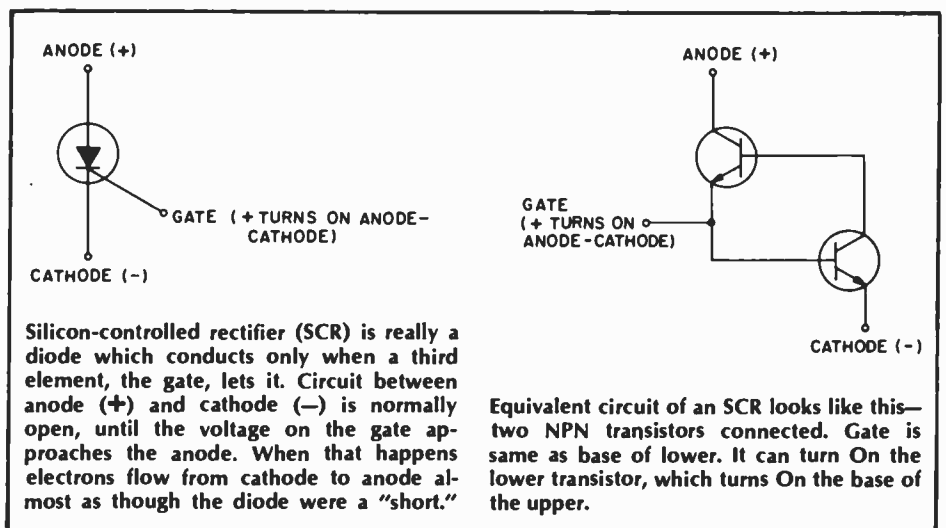 ANODE (+)
GATE (+ TURNS ON ANODE-
CATHODE)
CATHODE (-)
Silicon-controlled rectifier (SCR) is really a
diode which conducts only when a third
element, the gate, lets it. Circuit between
anode (+) and cathode (—) is normally
open, until the voltage on the gate ap-
proaches the anode. When that happens
electrons flow from cathode to anode al-
most as though the diode were a "short."
ANODE (+)
GATE
(+ TURNS ON
ANODE-CATHODE)
CATHODE (-)
Equivalent circuit of an SCR looks like this—
two NPN transistors connected. Gate is
same as base of lower. It can turn On the
lower transistor, which turns On the base of
the upper.